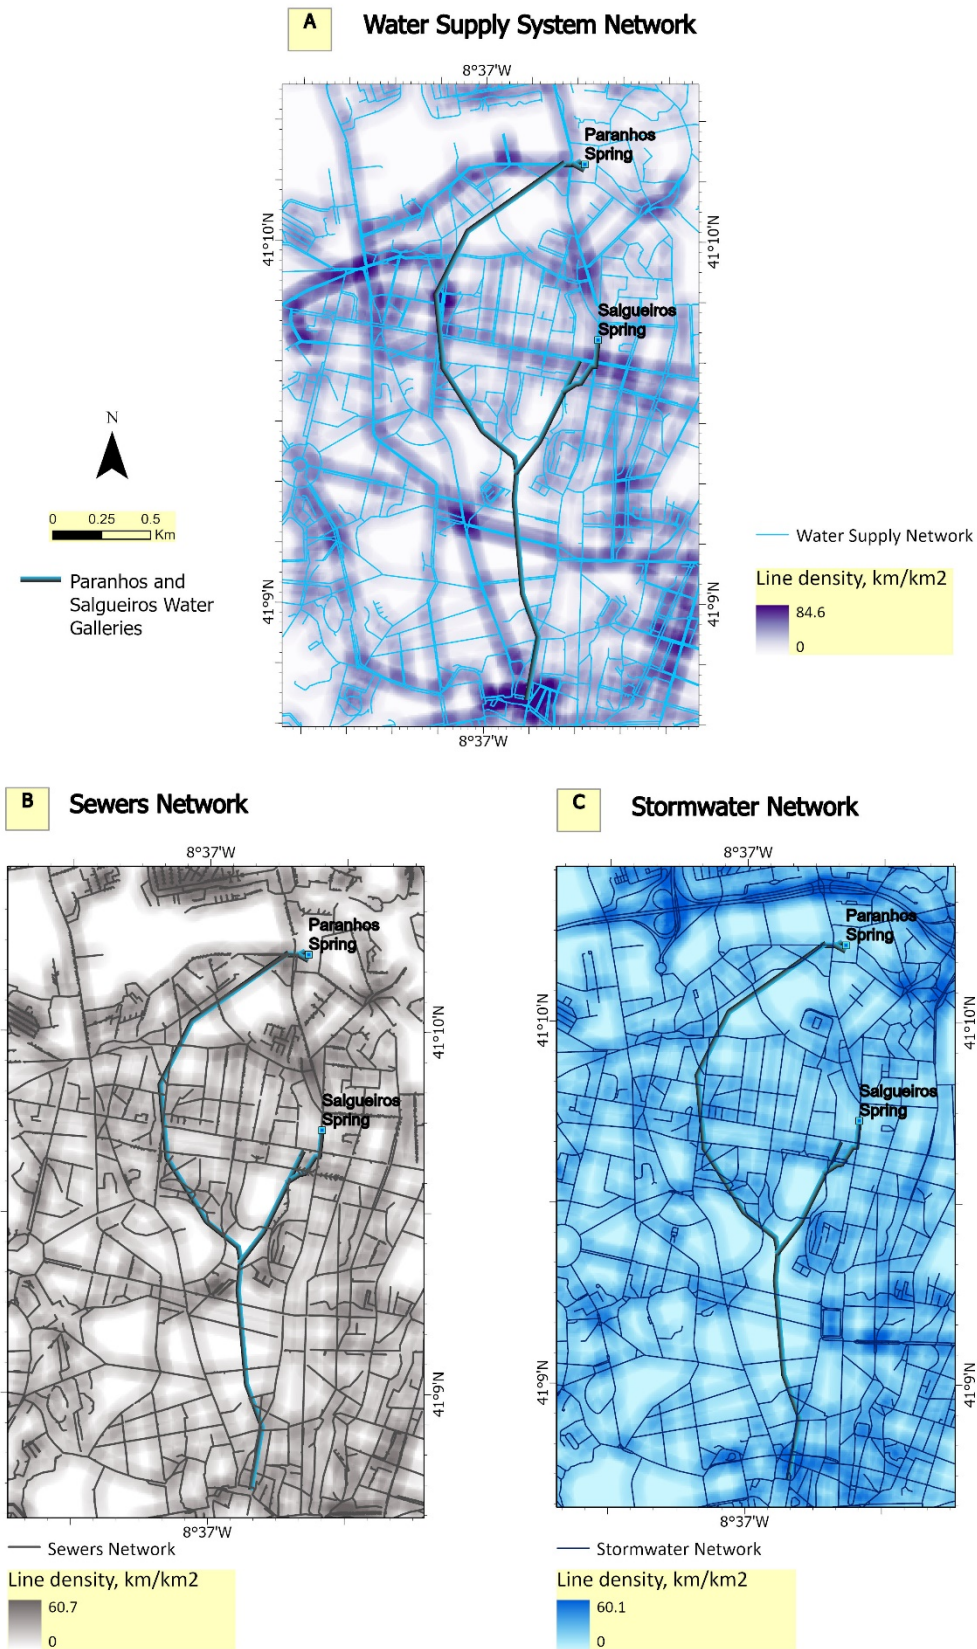 A Water Supply System Network
8°37'W
Paranhos
Spring
41°10'N
41°10'N
Salgueiros
Spring
N
0 0.25 0.5
Km
Paranhos and
Salgueiros Water
Galleries
41°9'N
41°9'N
Water Supply Network
Line density, km/km2
84.6
0
8°37'W
B Sewers Network
8°37'W
Paranhos
Spring
41°10'N
Salgueiros
Spring
41°9'N
8°37'W
Sewers Network
Line density, km/km2
60.7
0
C Stormwater Network
8°37'W
Paranhos
Spring
41°10'N
41°10'N
Salgueiros
Spring
41°9'N
41°9'N
8°37'W
Stormwater Network
Line density, km/km2
60.1
0